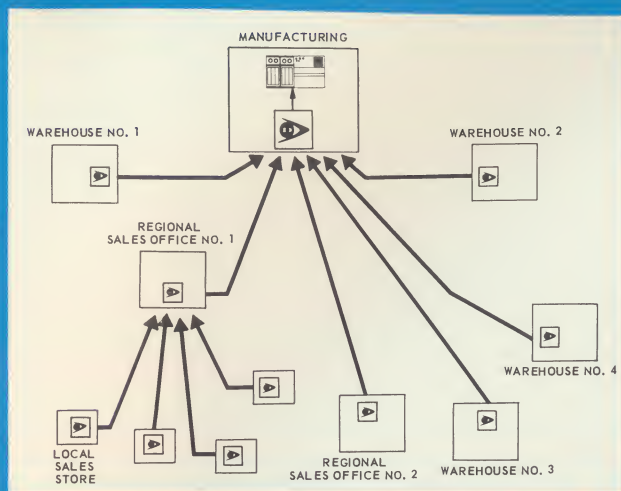 MANUFACTURING
WAREHOUSE NO. 1
WAREHOUSE NO. 2
REGIONAL
SALES OFFICE NO. 1
WAREHOUSE NO. 4
LOCAL
SALES
STORE
REGIONAL
SALES OFFICE NO. 2
WAREHOUSE NO. 3